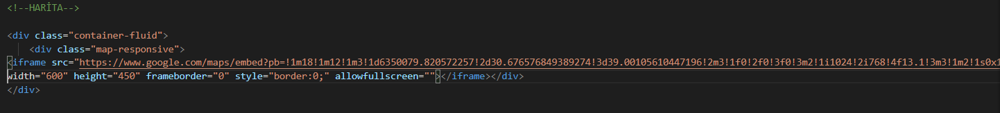 <!--HARİTA-->
<div class="container-fluid">
<div class="map-responsive">
<iframe src="https://www.google.com/maps/embed?pb=!1m18!1m12!1m3!1d6350079.820572257!2d30.676576849389274!3d39.00105610447196!2m3!1f0!2f0!3f0!3m2!1i1024!2i768!4f13.1!3m3!1m2!1s0x1
width="600" height="450" frameborder="0" style="border:0;" allowfullscreen=""></iframe></div>
</div>